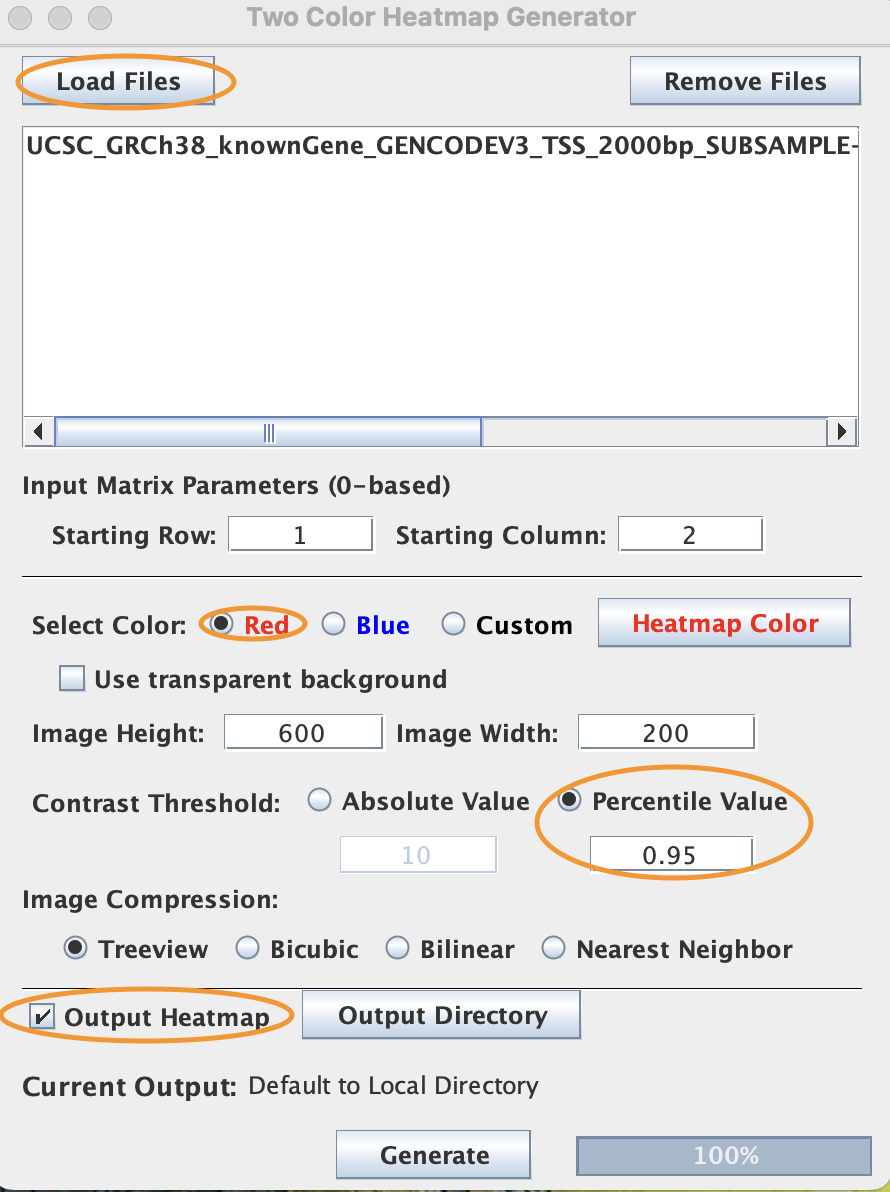 Two Color Heatmap Generator
Load Files Remove Files
UCSC_GRCh38_knownGene_GENCODEV3_TSS_2000bp_SUBSAMPLE-
Input Matrix Parameters (0-based)
Starting Row: 1 Starting Column: 2
Select Color: Red Blue Custom Heatmap Color
Use transparent background
Image Height: 600 Image Width: 200
Contrast Threshold: Absolute Value Percentile Value
10 0.95
Image Compression:
Treeview Bicubic Bilinear Nearest Neighbor
Output Heatmap Output Directory
Current Output: Default to Local Directory
Generate 100%